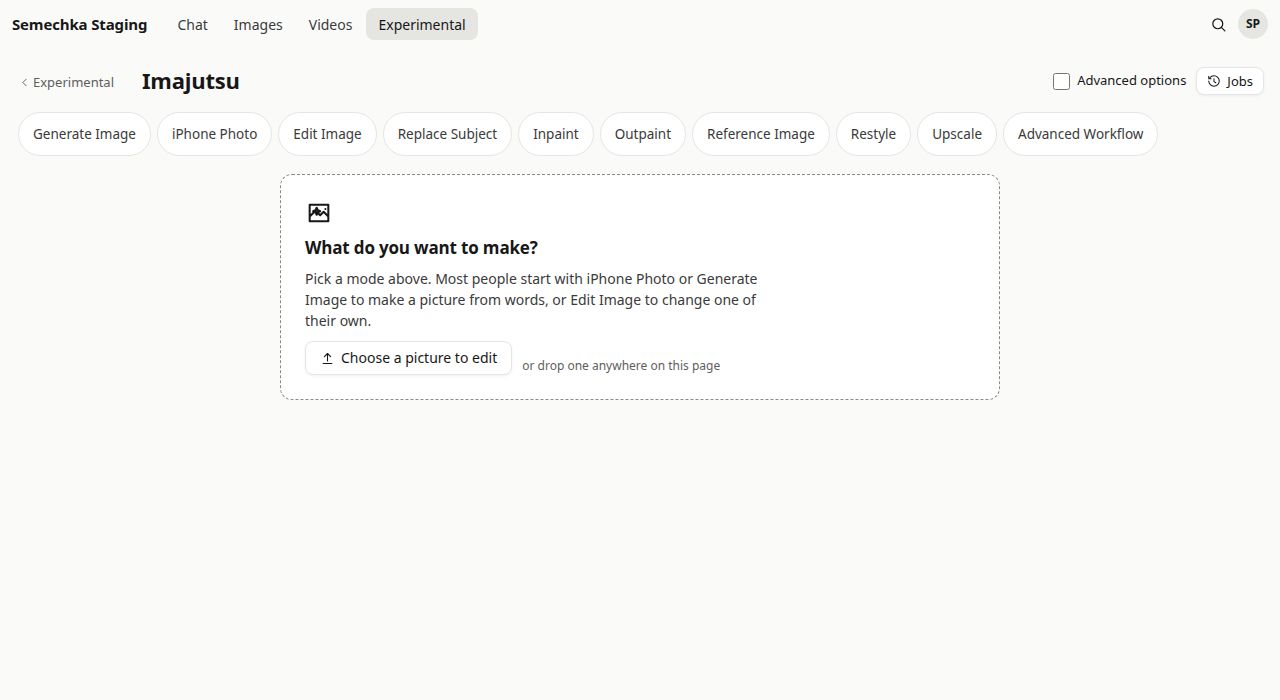 Semechka Staging Chat Images Videos Experimental SP
Experimental Imajutsu Advanced options Jobs
Generate Image iPhone Photo Edit Image Replace Subject Inpaint Outpaint Reference Image Restyle Upscale Advanced Workflow
What do you want to make?
Pick a mode above. Most people start with iPhone Photo or Generate
Image to make a picture from words, or Edit Image to change one of
their own.
Choose a picture to edit or drop one anywhere on this page